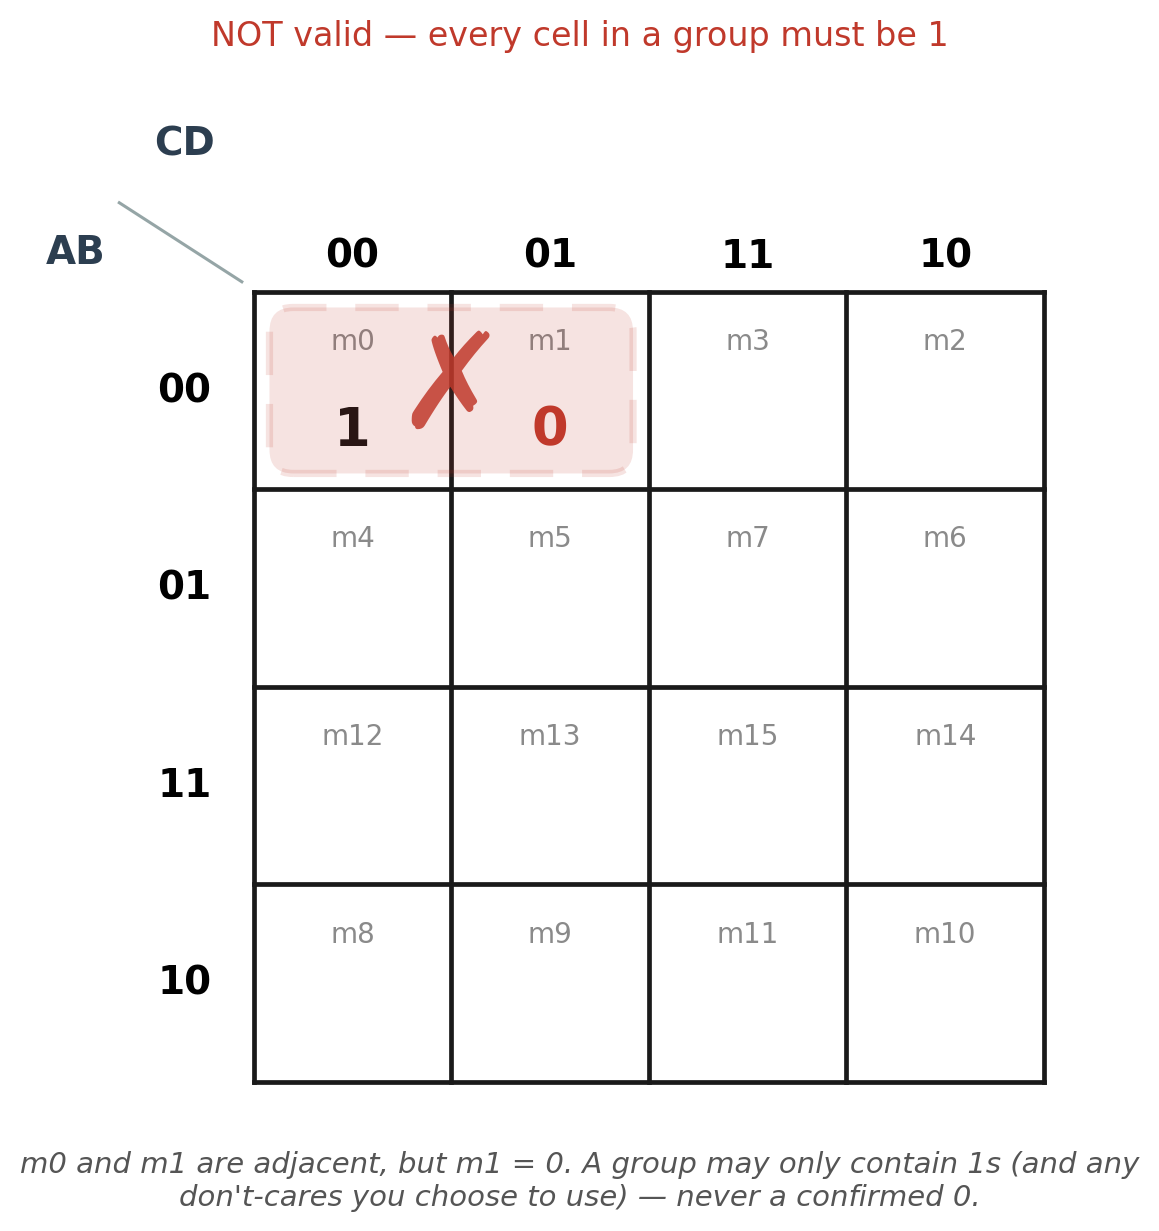 NOT valid — every cell in a group must be 1
CD
AB
00 01 11 10
00
m0 m1 m3 m2
1 ✗ 0
01
m4 m5 m7 m6
11
m12 m13 m15 m14
10
m8 m9 m11 m10
m0 and m1 are adjacent, but m1 = 0. A group may only contain 1s (and any
don't-cares you choose to use) — never a confirmed 0.